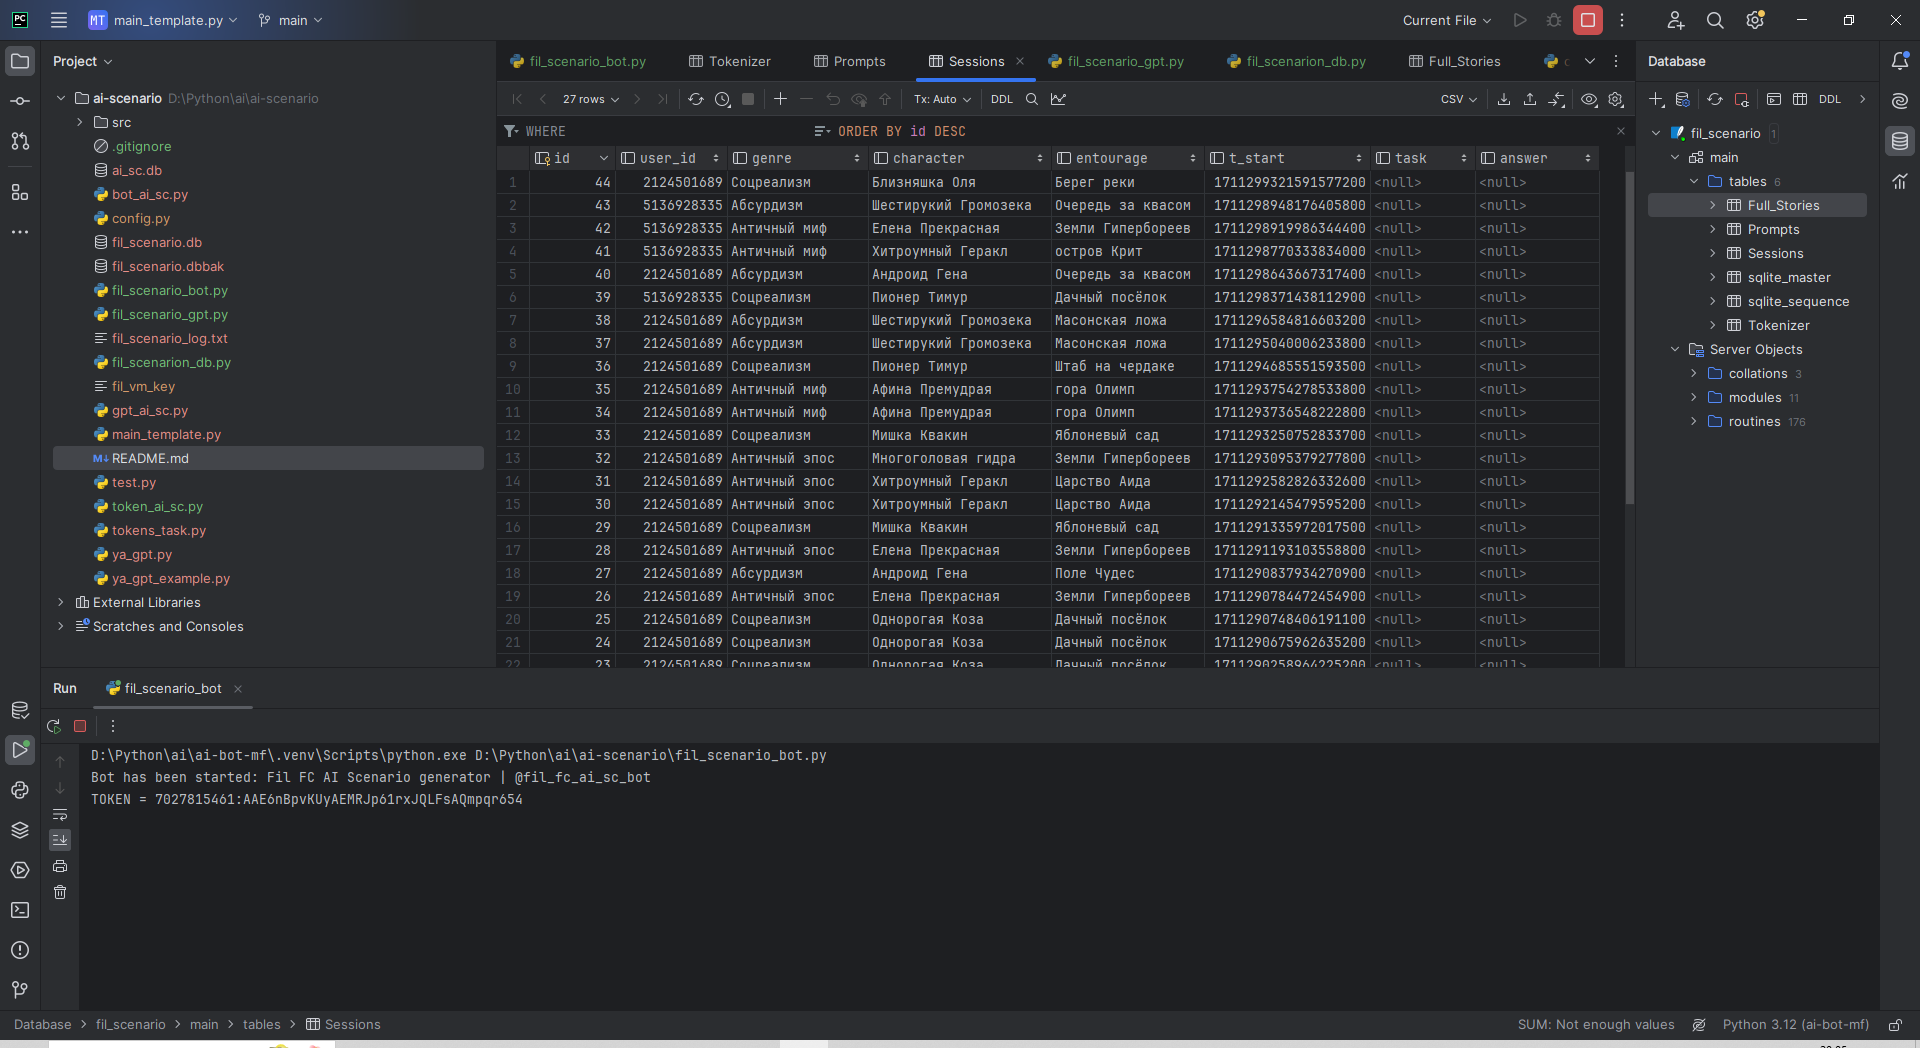 PC MT main_template.py main Current File
Project
ai-scenario D:\Python\ai\ai-scenario
src
.gitignore
ai_sc.db
bot_ai_sc.py
config.py
fil_scenario.db
fil_scenario.dbbak
fil_scenario_bot.py
fil_scenario_gpt.py
fil_scenario_log.txt
fil_scenarion_db.py
fil_vm_key
gpt_ai_sc.py
main_template.py
M↓ README.md
test.py
token_ai_sc.py
tokens_task.py
ya_gpt.py
ya_gpt_example.py
External Libraries
Scratches and Consoles
fil_scenario_bot.py Tokenizer Prompts Sessions fil_scenario_gpt.py fil_scenarion_db.py Full_Stories
27 rows Tx: Auto DDL CSV
WHERE ORDER BY id DESC
id user_id genre character entourage t_start task answer
1 44 2124501689 Соцреализм Близняшка Оля Берег реки 1711299321591577200 <null> <null>
2 43 5136928335 Абсурдизм Шестирукий Громозека Очередь за квасом 1711298948176405800 <null> <null>
3 42 5136928335 Античный миф Елена Прекрасная Земли Гипербореев 1711298919986344400 <null> <null>
4 41 5136928335 Античный миф Хитроумный Геракл остров Крит 1711298770333834000 <null> <null>
5 40 2124501689 Абсурдизм Андроид Гена Очередь за квасом 1711298643667317400 <null> <null>
6 39 5136928335 Соцреализм Пионер Тимур Дачный посёлок 1711298371438112900 <null> <null>
7 38 2124501689 Абсурдизм Шестирукий Громозека Масонская ложа 1711296584816603200 <null> <null>
8 37 2124501689 Абсурдизм Шестирукий Громозека Масонская ложа 1711295040006233800 <null> <null>
9 36 2124501689 Соцреализм Пионер Тимур Штаб на чердаке 1711294685551593500 <null> <null>
10 35 2124501689 Античный миф Афина Премудрая гора Олимп 1711293754278533800 <null> <null>
11 34 2124501689 Античный миф Афина Премудрая гора Олимп 1711293736548222800 <null> <null>
12 33 2124501689 Соцреализм Мишка Квакин Яблоневый сад 1711293250752833700 <null> <null>
13 32 2124501689 Античный эпос Многоголовая гидра Земли Гипербореев 1711293095379277800 <null> <null>
14 31 2124501689 Античный эпос Хитроумный Геракл Царство Аида 1711292582826332600 <null> <null>
15 30 2124501689 Античный эпос Хитроумный Геракл Царство Аида 1711292145479595200 <null> <null>
16 29 2124501689 Соцреализм Мишка Квакин Яблоневый сад 1711291335972017500 <null> <null>
17 28 2124501689 Античный эпос Елена Прекрасная Земли Гипербореев 1711291193103558800 <null> <null>
18 27 2124501689 Абсурдизм Андроид Гена Поле Чудес 1711290837934270900 <null> <null>
19 26 2124501689 Античный эпос Елена Прекрасная Земли Гипербореев 1711290784472454900 <null> <null>
20 25 2124501689 Соцреализм Однорогая Коза Дачный посёлок 1711290748406191100 <null> <null>
21 24 2124501689 Соцреализм Однорогая Коза Дачный посёлок 1711290675962635200 <null> <null>
22 23 2124501689 Соцреализм Однорогая Коза Дачный посёлок 1711290258964225200 <null> <null>
Database
DDL
fil_scenario 1
main
tables 6
Full_Stories
Prompts
Sessions
sqlite_master
sqlite_sequence
Tokenizer
Server Objects
collations 3
modules 11
routines 176
Run fil_scenario_bot
D:\Python\ai\ai-bot-mf\.venv\Scripts\python.exe D:\Python\ai\ai-scenario\fil_scenario_bot.py
Bot has been started: Fil FC AI Scenario generator | @fil_fc_ai_sc_bot
TOKEN = 7027815461:AAE6nBpvKUyAEMRJp61rxJQLFsAQmpqr654
Database > fil_scenario > main > tables > Sessions SUM: Not enough values Python 3.12 (ai-bot-mf)